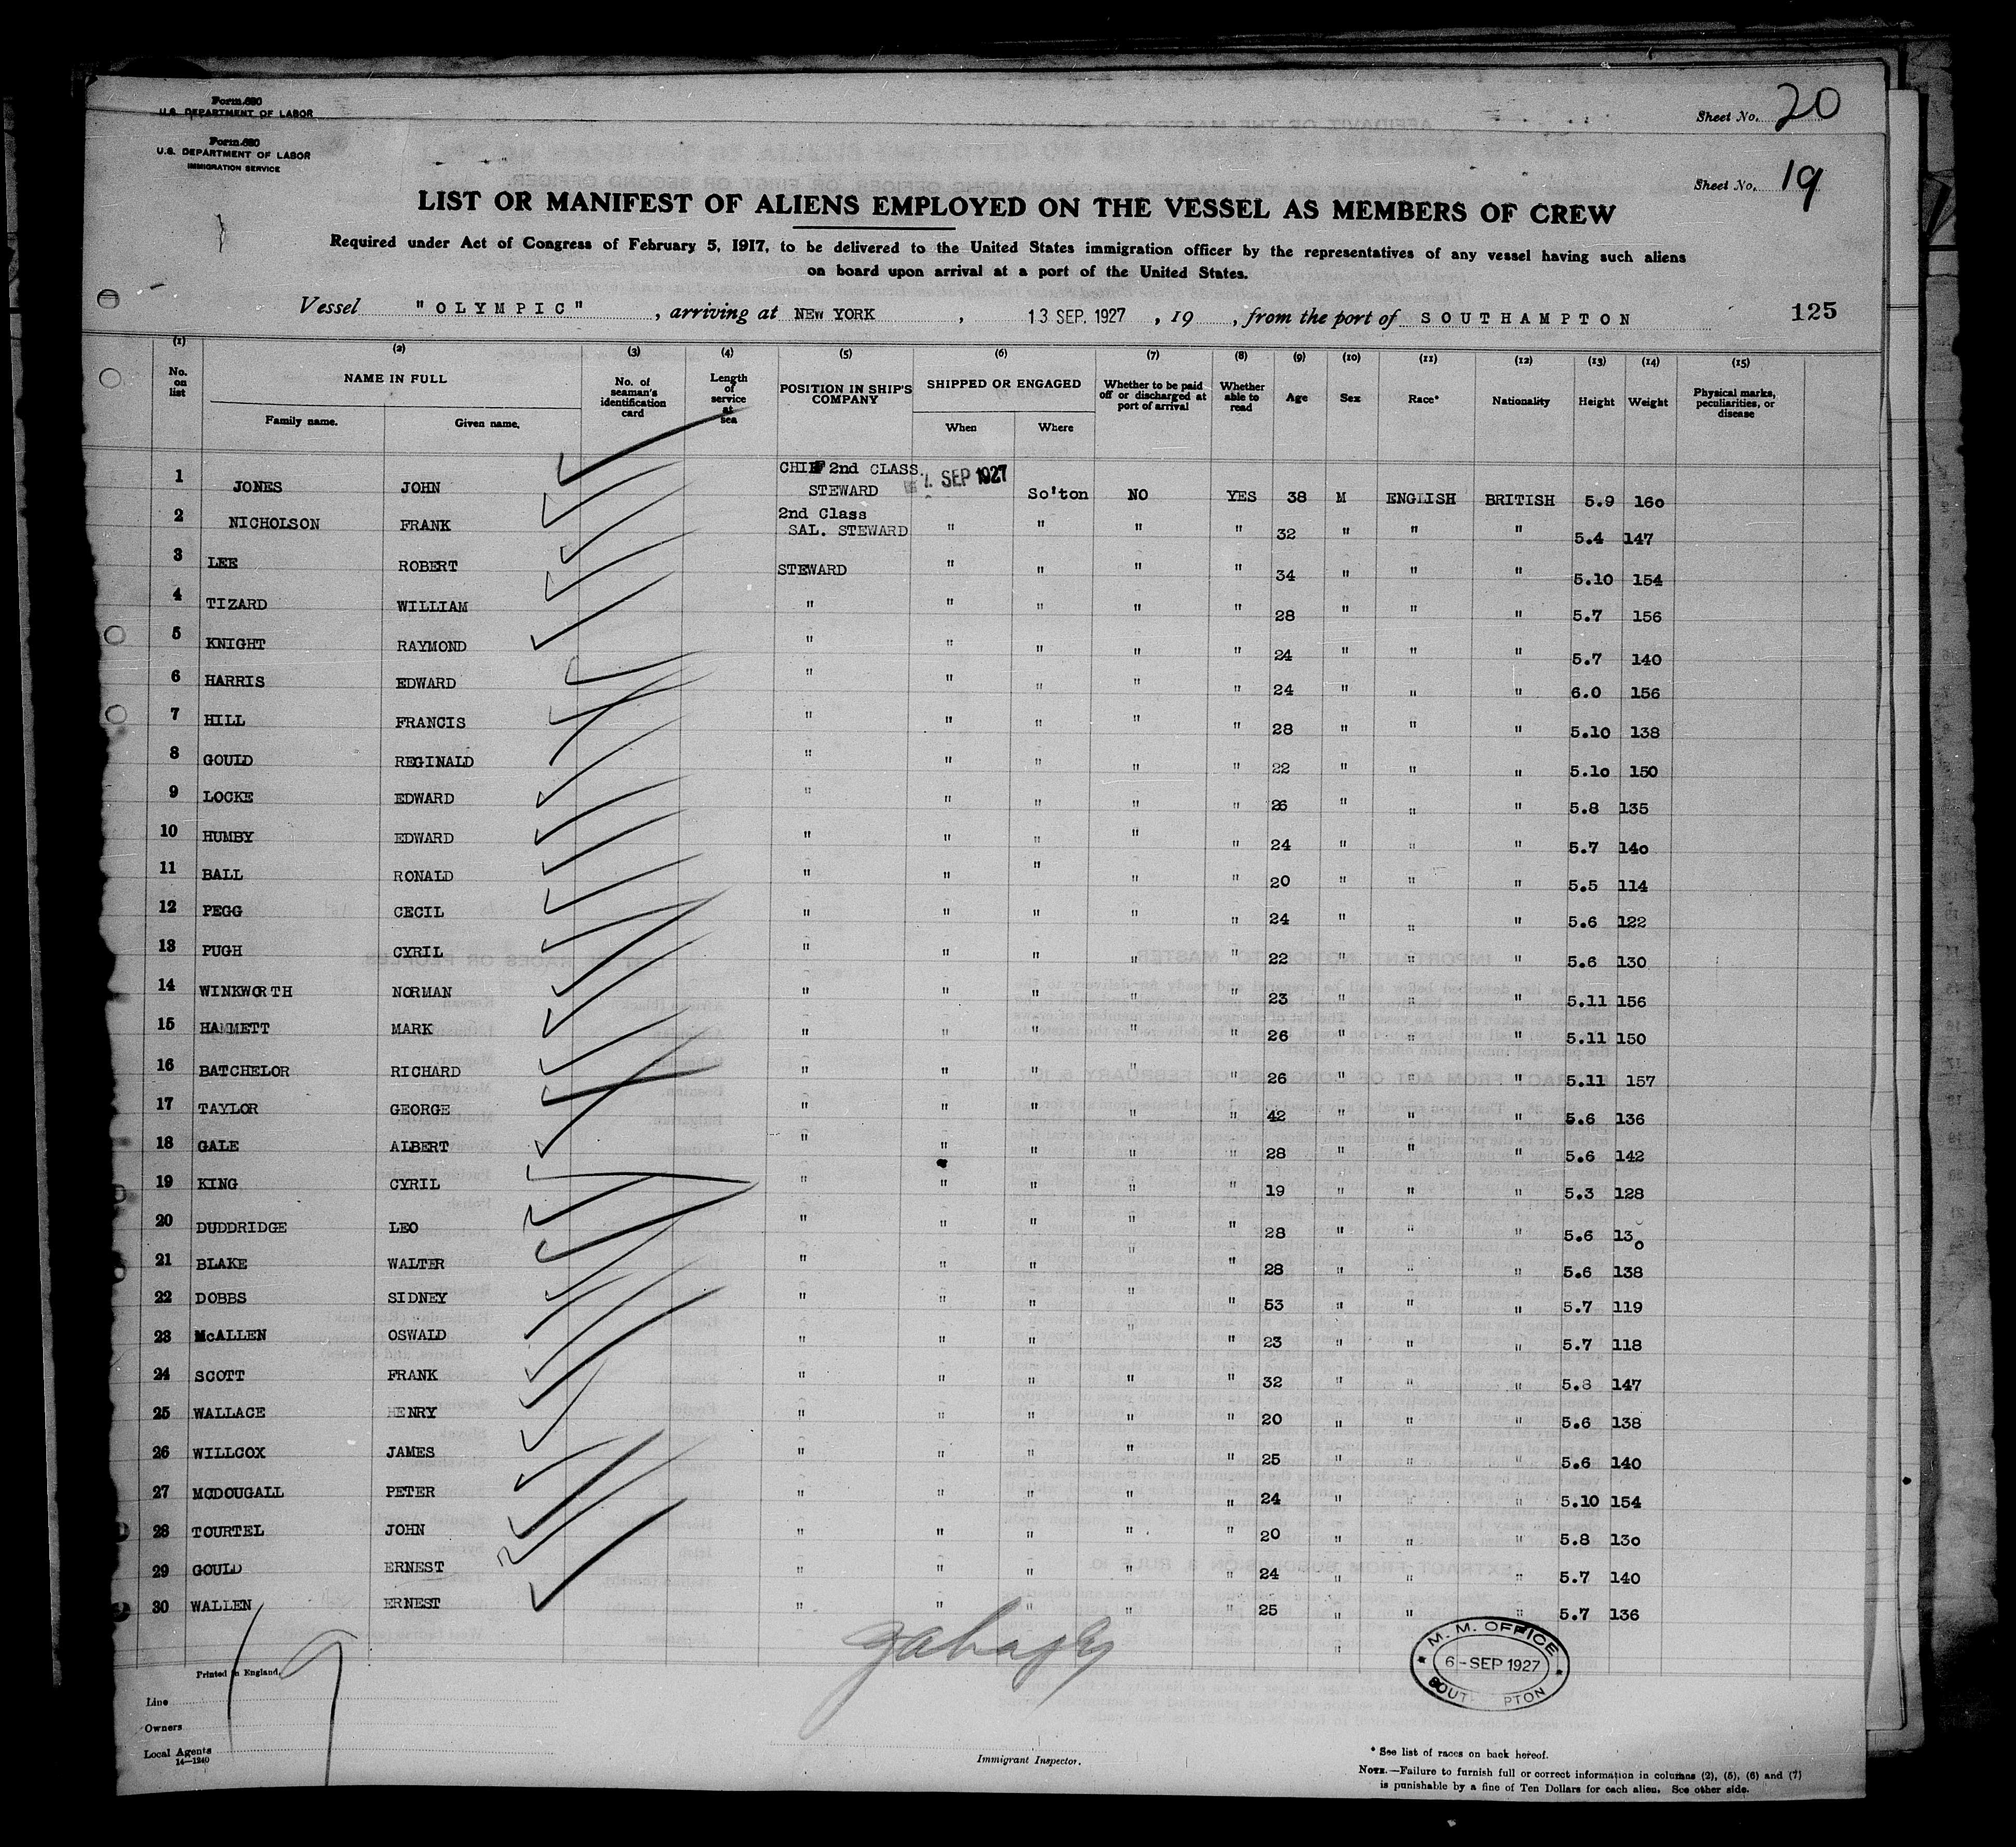 Form 680
U.S. DEPARTMENT OF LABOR
Sheet No. 20
Form 680
U.S. DEPARTMENT OF LABOR
IMMIGRATION SERVICE
Sheet No. 19
LIST OR MANIFEST OF ALIENS EMPLOYED ON THE VESSEL AS MEMBERS OF CREW
Required under Act of Congress of February 5, 1917, to be delivered to the United States immigration officer by the representatives of any vessel having such aliens
on board upon arrival at a port of the United States.
Vessel "OLYMPIC", arriving at NEW YORK, 13 SEP. 1927, 19, from the port of SOUTHAMPTON 125
(1) (2) (3) (4) (5) (6) (7) (8) (9) (10) (11) (12) (13) (14) (15)
No. on list NAME IN FULL Family name. Given name. No. of seaman's identification card Length of service at sea POSITION IN SHIP'S COMPANY SHIPPED OR ENGAGED When Where Whether to be paid off or discharged at port of arrival Whether able to read Age Sex Race* Nationality Height Weight Physical marks, peculiarities, or disease
1 JONES JOHN CHIEF 2nd CLASS. STEWARD SEP 1927 So'ton NO YES 38 M ENGLISH BRITISH 5.9 160
2 NICHOLSON FRANK 2nd Class SAL. STEWARD " " " " 32 " " " 5.4 147
3 LEE ROBERT STEWARD " " " " 34 " " " 5.10 154
4 TIZARD WILLIAM " " " " " 28 " " " 5.7 156
5 KNIGHT RAYMOND " " " " " 24 " " " 5.7 140
6 HARRIS EDWARD " " " " " 24 " " " 6.0 156
7 HILL FRANCIS " " " " " 28 " " " 5.10 138
8 GOULD REGINALD " " " " " 22 " " " 5.10 150
9 LOCKE EDWARD " " " " " 26 " " " 5.8 135
10 HUMBY EDWARD " " " " " 24 " " " 5.7 140
11 BALL RONALD " " " " " 20 " " " 5.5 114
12 PEGG CECIL " " " " " 24 " " " 5.6 122
13 PUGH CYRIL " " " " " 22 " " " 5.6 130
14 WINKWORTH NORMAN " " " " " 23 " " " 5.11 156
15 HAMMETT MARK " " " " " 26 " " " 5.11 150
16 BATCHELOR RICHARD " " " " " 26 " " " 5.11 157
17 TAYLOR GEORGE " " " " " 42 " " " 5.6 136
18 GALE ALBERT " " " " " 28 " " " 5.6 142
19 KING CYRIL " " " " " 19 " " " 5.3 128
20 DUDDRIDGE LEO " " " " " 28 " " " 5.6 130
21 BLAKE WALTER " " " " " 28 " " " 5.6 138
22 DOBBS SIDNEY " " " " " 53 " " " 5.7 119
23 McALLEN OSWALD " " " " " 23 " " " 5.7 118
24 SCOTT FRANK " " " " " 32 " " " 5.8 147
25 WALLACE HENRY " " " " " 20 " " " 5.6 138
26 WILLCOX JAMES " " " " " 25 " " " 5.6 140
27 MCDOUGALL PETER " " " " " 24 " " " 5.10 154
28 TOURTEL JOHN " " " " " 20 " " " 5.8 130
29 GOULD ERNEST " " " " " 24 " " " 5.7 140
30 WALLEN ERNEST " " " " " 25 " " " 5.7 136
M. M. OFFICE
6-SEP 1927
Printed in England.
Line
Owners
Local Agents
14—1240
Immigrant Inspector.
* See list of races on back hereof.
NOTE.—Failure to furnish full or correct information in columns (2), (5), (6) and (7)
is punishable by a fine of Ten Dollars for each alien. See other side.